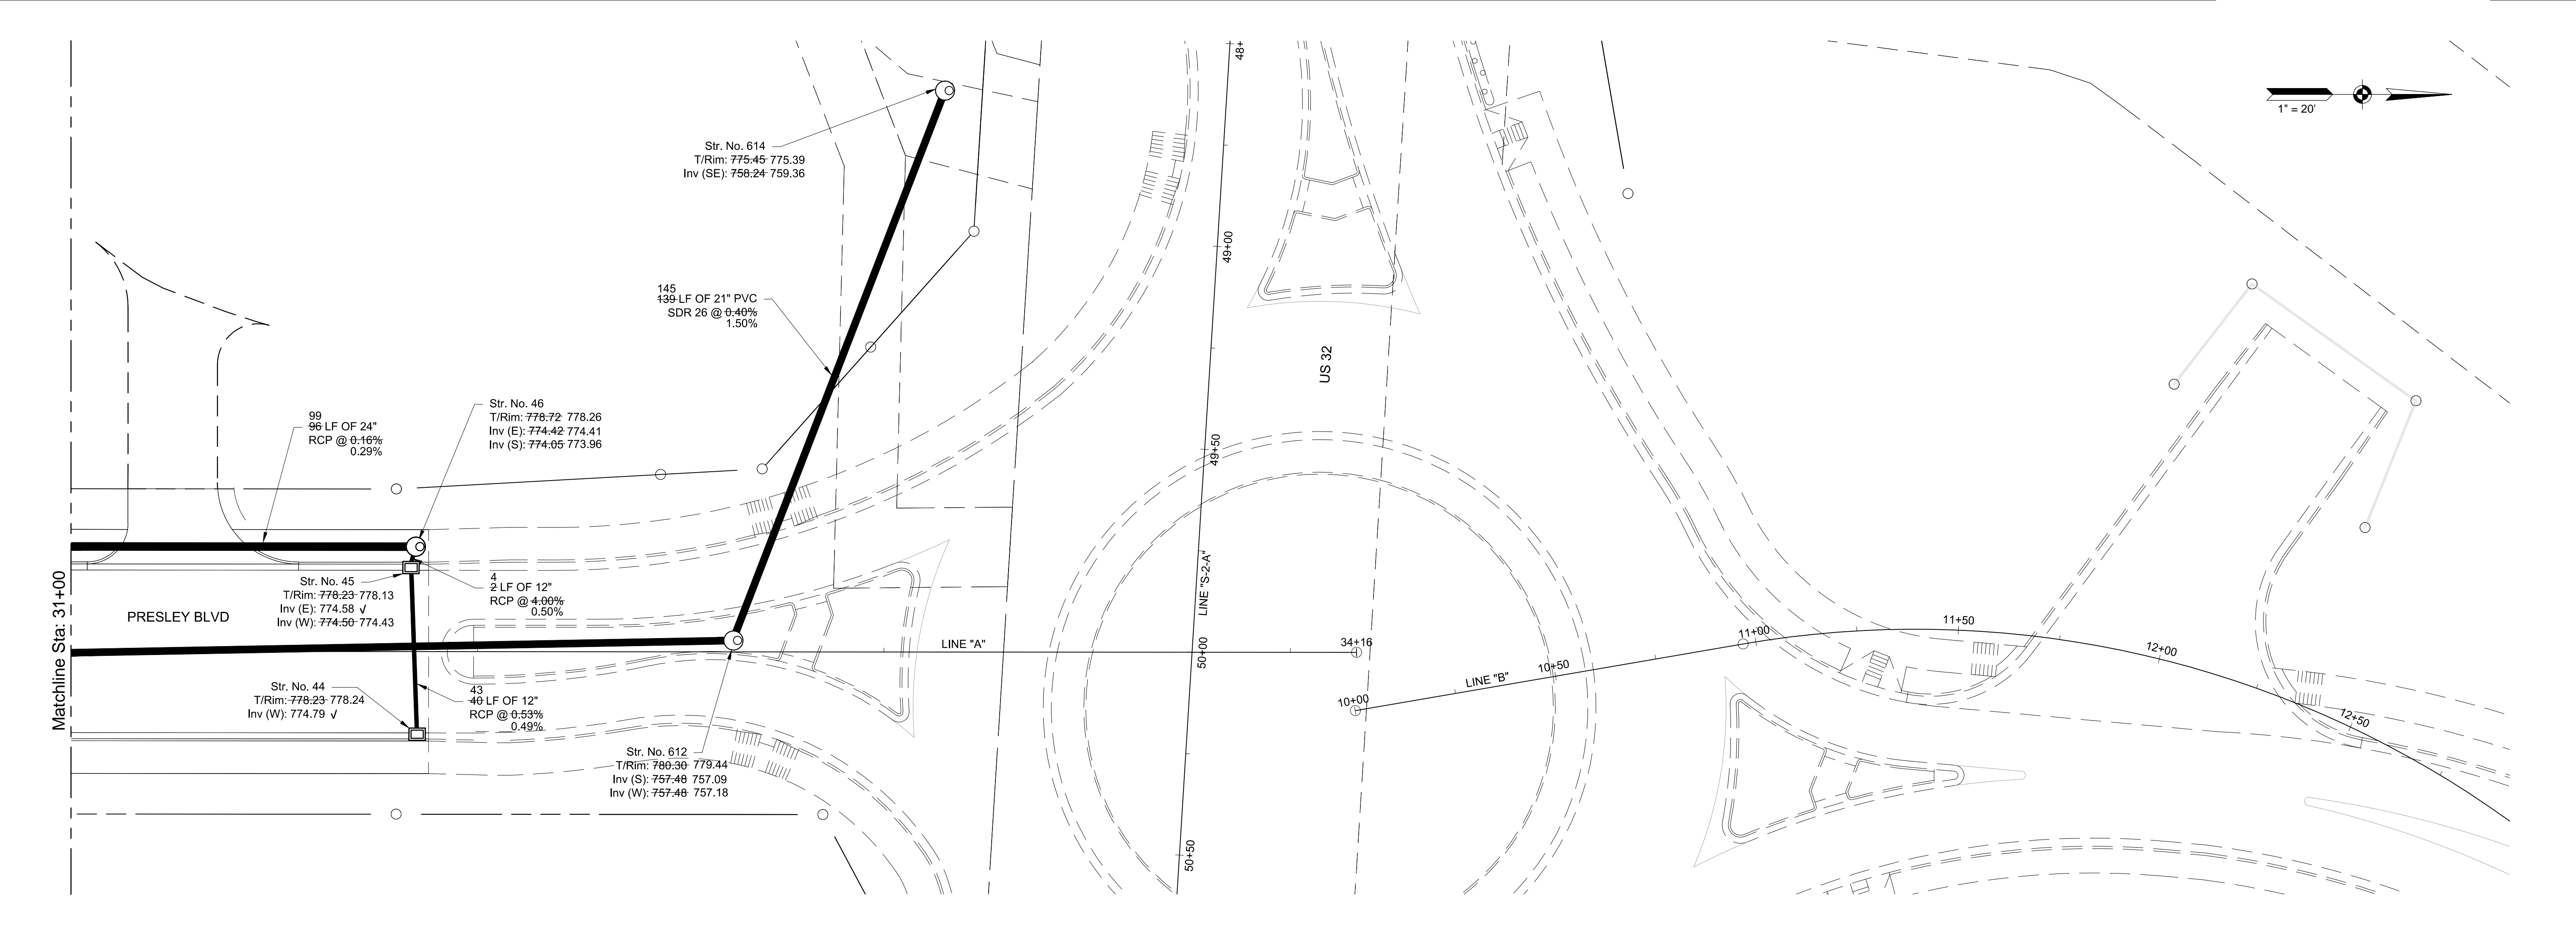 1" = 20'
48+
Str. No. 614
T/Rim: 775.45 775.39
Inv (SE): 758.24 759.36
49+00
145
139 LF OF 21" PVC
SDR 26 @ 0.40%
1.50%
US 32
99
96 LF OF 24"
RCP @ 0.16%
0.29%
Str. No. 46
T/Rim: 778.72 778.26
Inv (E): 774.42 774.41
Inv (S): 774.05 773.96
49+50
Matchline Sta: 31+00
PRESLEY BLVD
Str. No. 45
T/Rim: 778.23 778.13
Inv (E): 774.58 √
Inv (W): 774.50 774.43
4
2 LF OF 12"
RCP @ 4.00%
0.50%
LINE "S-2-A"
LINE "A"
50+00
34+16
10+00
LINE "B"
10+50
11+00
11+50
12+00
12+50
Str. No. 44
T/Rim: 778.23 778.24
Inv (W): 774.79 √
43
40 LF OF 12"
RCP @ 0.53%
0.49%
Str. No. 612
T/Rim: 780.30 779.44
Inv (S): 757.48 757.09
Inv (W): 757.48 757.18
50+50